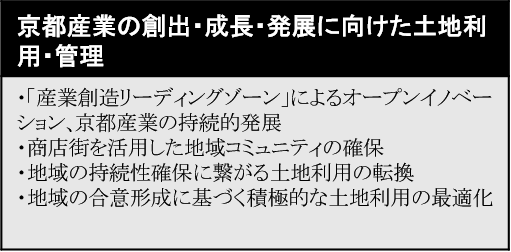 京都産業の創出・成長・発展に向けた土地利
用・管理
・「産業創造リーディングゾーン」によるオープンイノベー
ション、京都産業の持続的発展
・商店街を活用した地域コミュニティの確保
・地域の持続性確保に繋がる土地利用の転換
・地域の合意形成に基づく積極的な土地利用の最適化